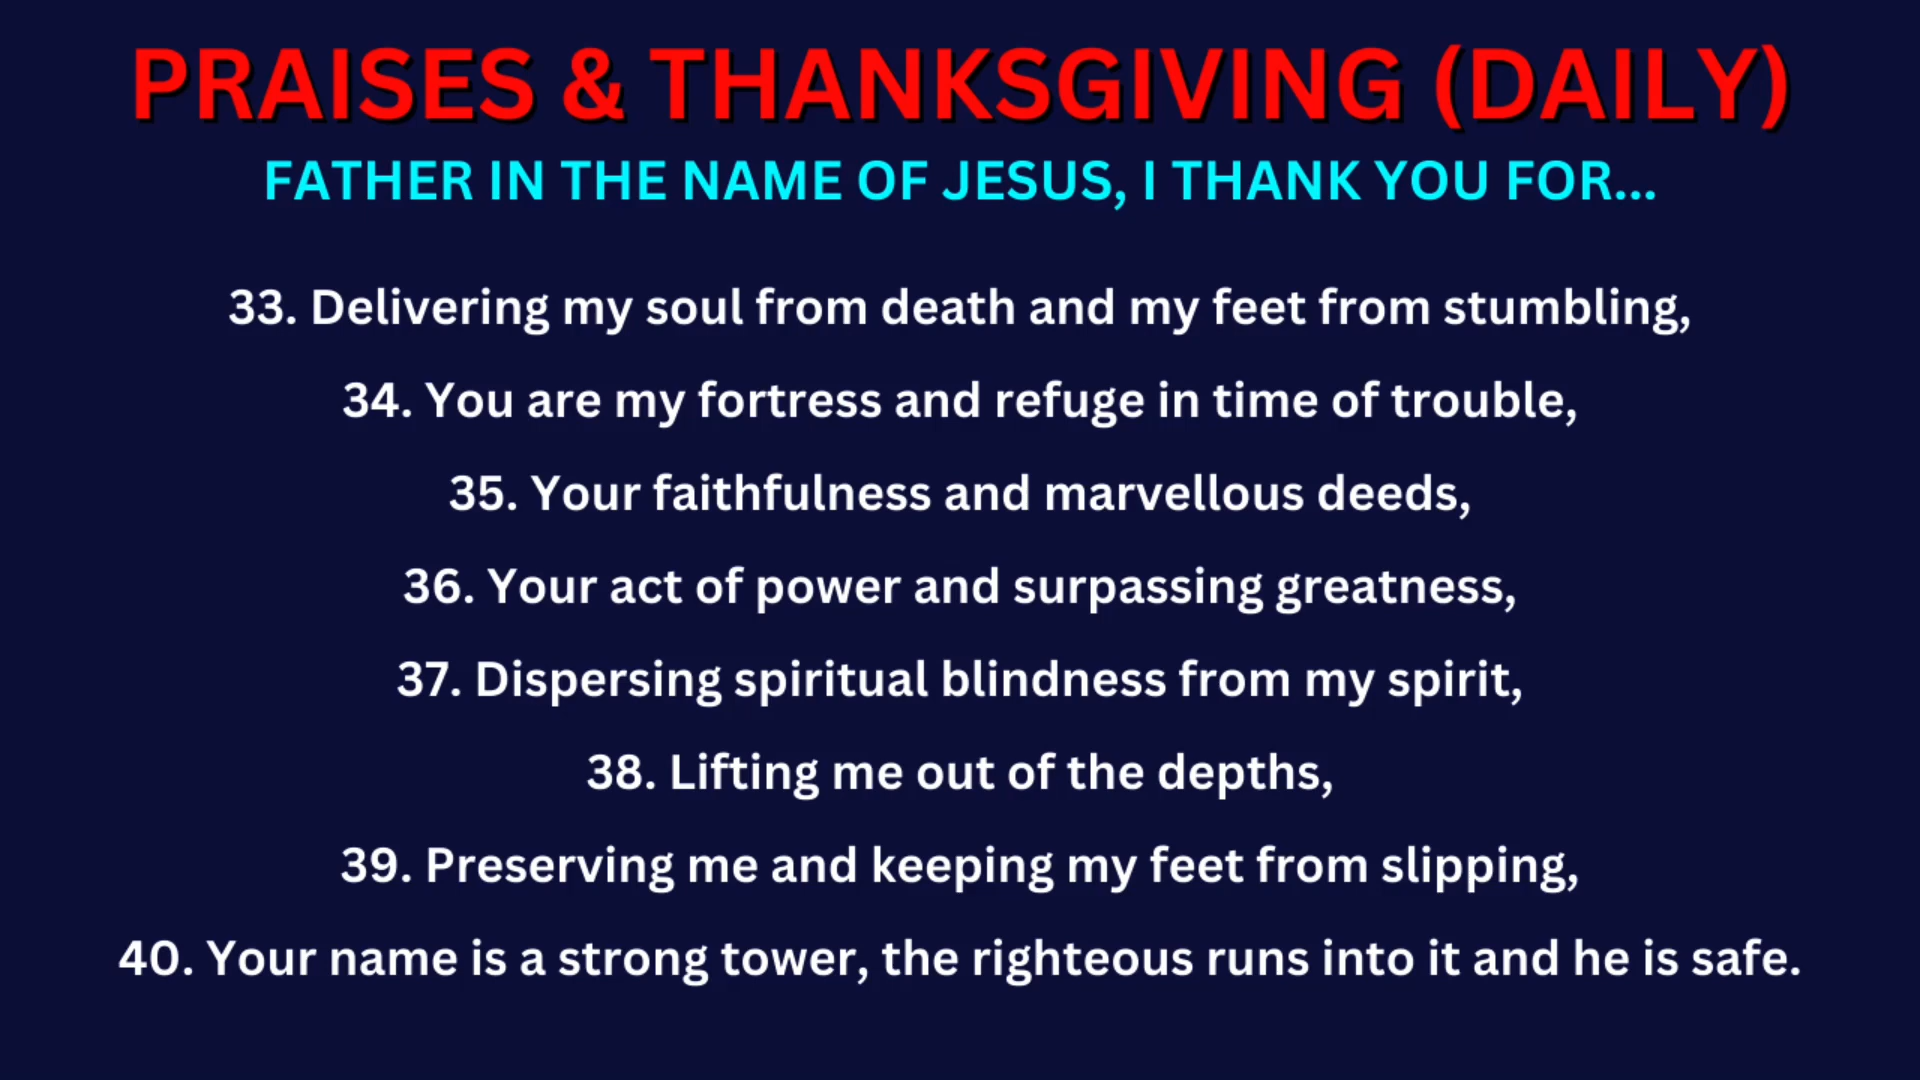 PRAISES & THANKSGIVING (DAILY)
FATHER IN THE NAME OF JESUS, I THANK YOU FOR...
33. Delivering my soul from death and my feet from stumbling,
34. You are my fortress and refuge in time of trouble,
35. Your faithfulness and marvellous deeds,
36. Your act of power and surpassing greatness,
37. Dispersing spiritual blindness from my spirit,
38. Lifting me out of the depths,
39. Preserving me and keeping my feet from slipping,
40. Your name is a strong tower, the righteous runs into it and he is safe.